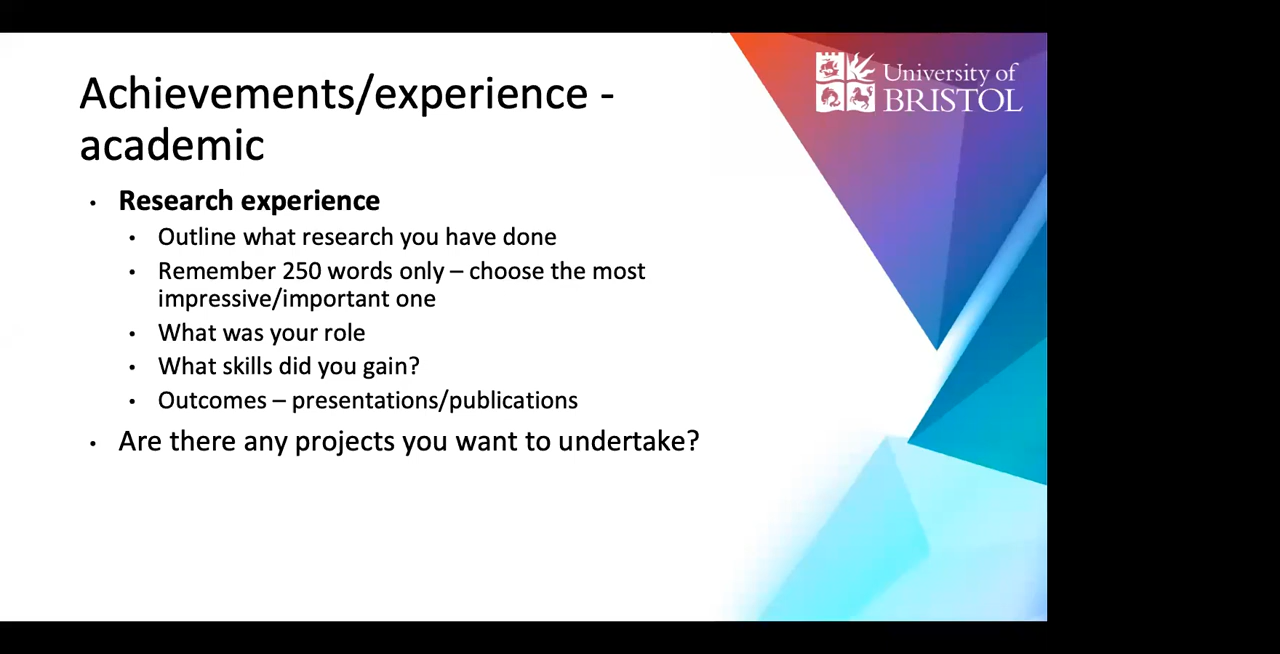 Achievements/experience -
academic
University of
BRISTOL
• Research experience
• Outline what research you have done
• Remember 250 words only – choose the most
impressive/important one
• What was your role
• What skills did you gain?
• Outcomes – presentations/publications
• Are there any projects you want to undertake?